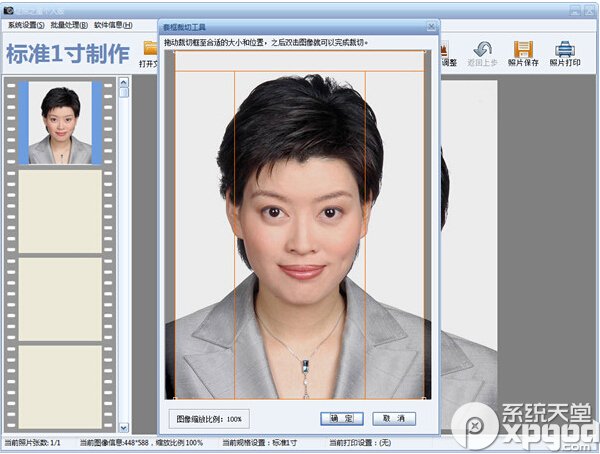 系统设置(S) 批量处理(B) 软件信息(H)
标准1寸制作
打开文
套框裁切工具
拖动裁切框至合适的大小和位置，之后双击图像就可以完成裁切。
调整 返回上步 照片保存 照片打印
图像缩放比例：100%
确 定
取 消
当前照片张数：1/1 当前图像信息:448*588，缩放比例100% 当前规格设置：标准1寸 当前打印设置：(无)
系统天堂
xpgod.com